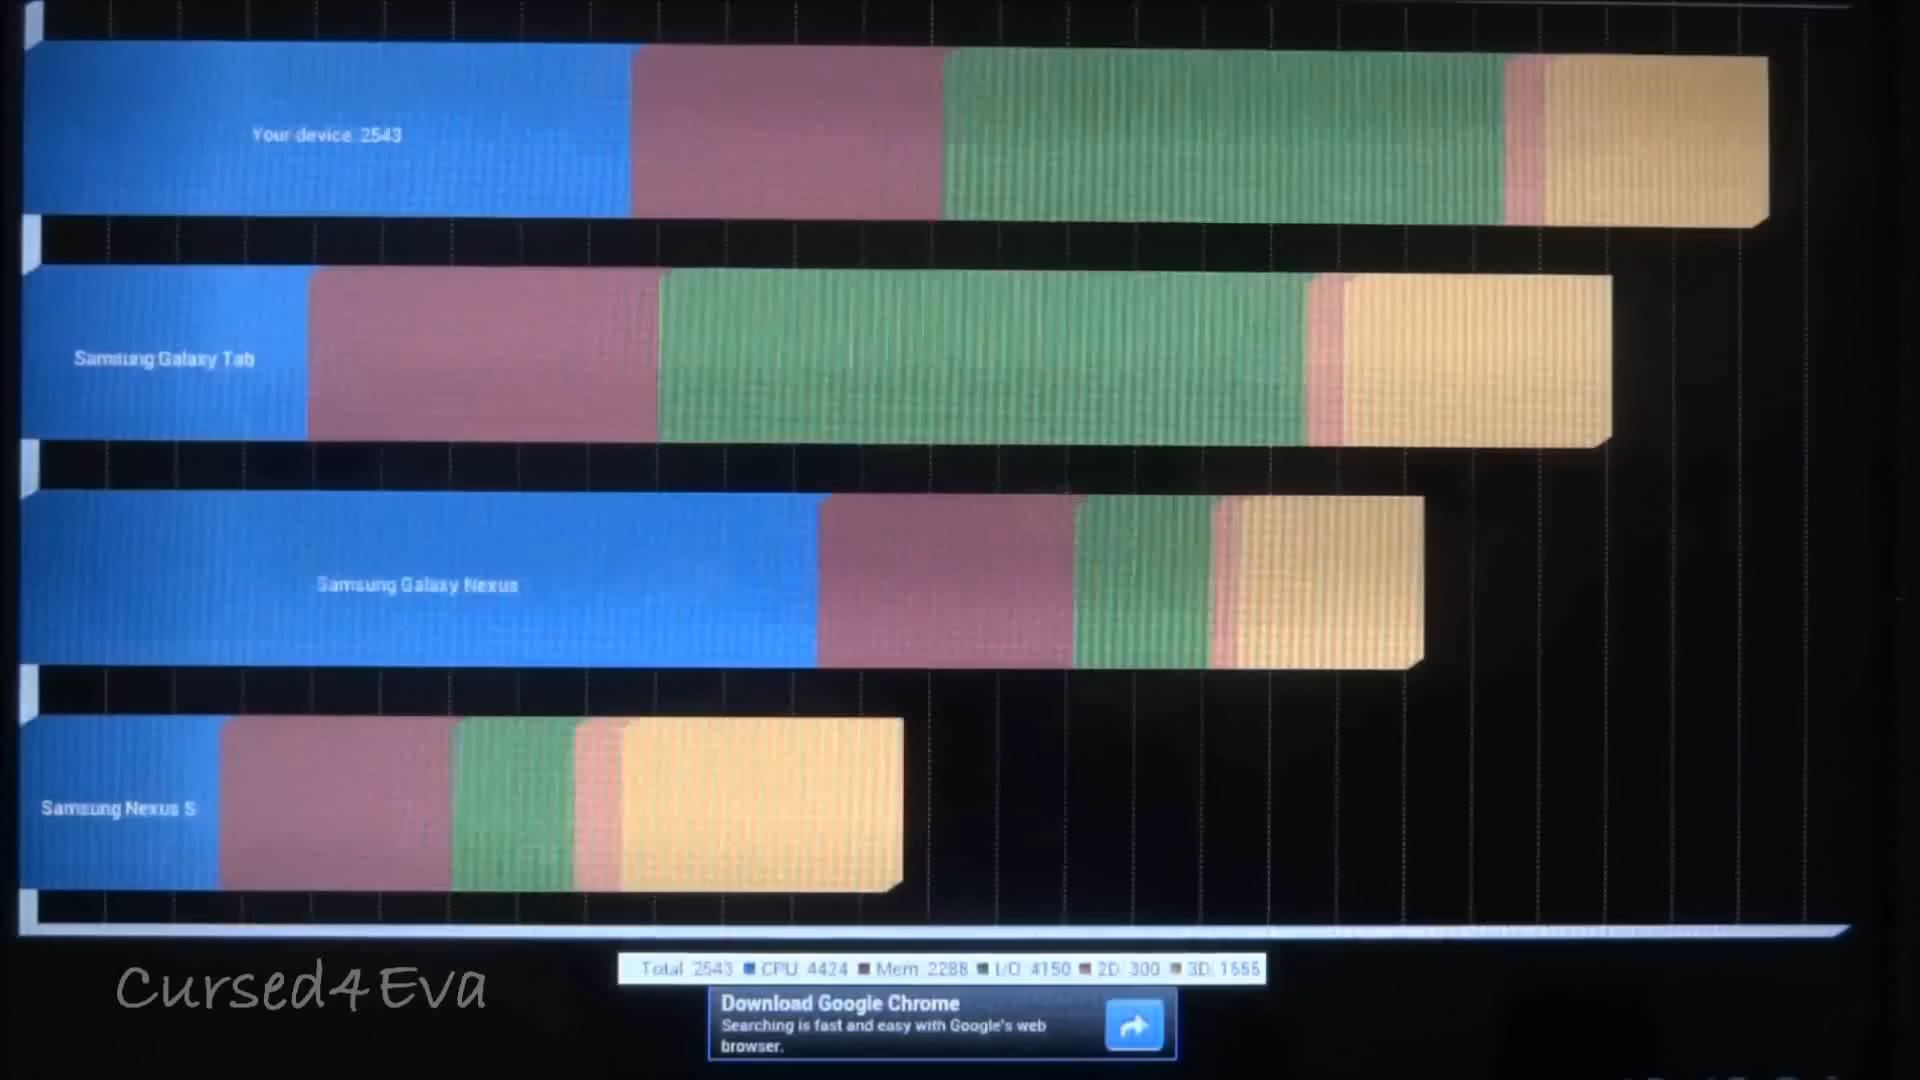 Your device 2543
Samsung Galaxy Tab
Samsung Galaxy Nexus
Samsung Nexus S
Total 2543 CPU: 4424 Mem: 2288 I/O: 4150 2D: 300 3D: 1555
Cursed4Eva
Download Google Chrome
Searching is fast and easy with Google's web
browser.